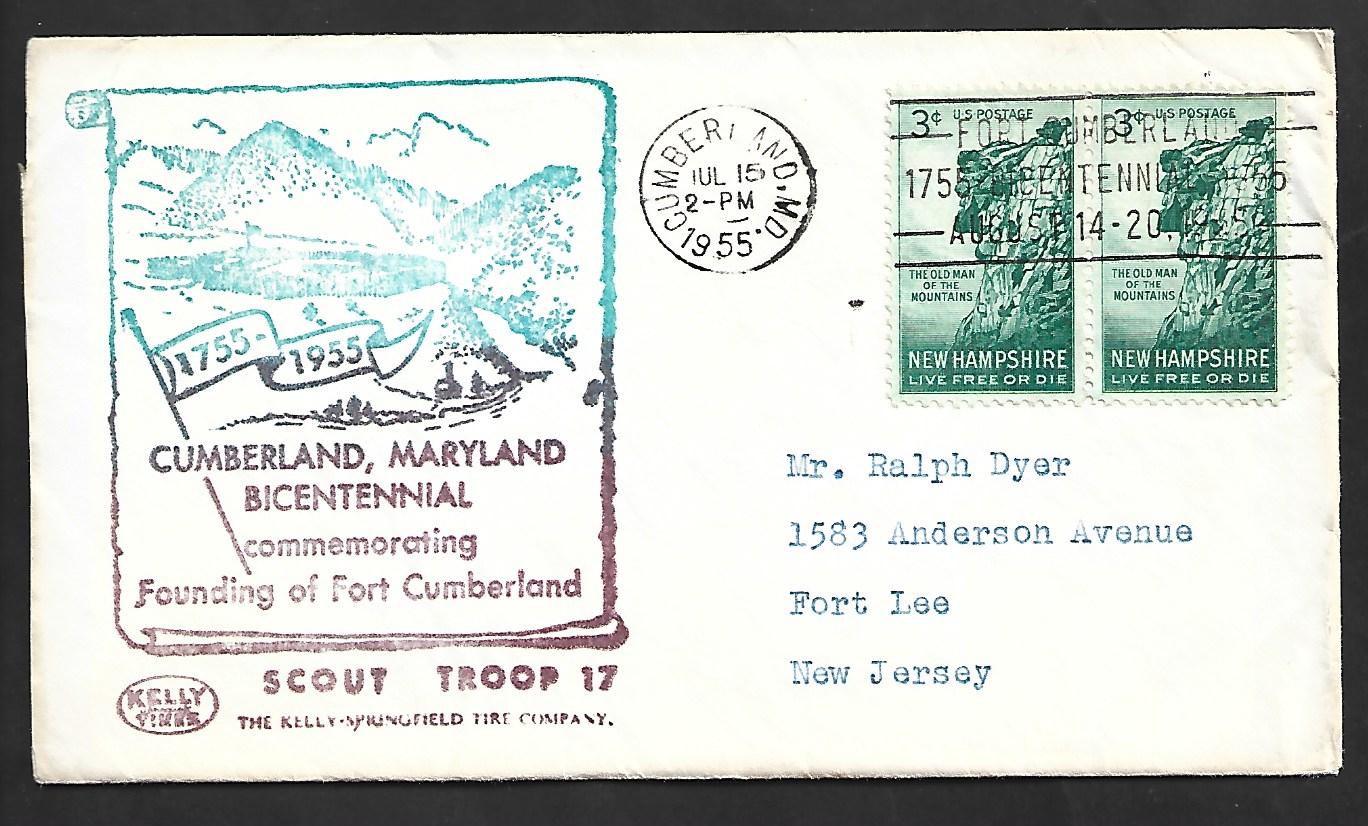 1755-
1955
CUMBERLAND, MARYLAND
BICENTENNIAL
commemorating
Founding of Fort Cumberland
SCOUT TROOP 17
KELLY
TIRES
THE KELLY-SPRINGFIELD TIRE COMPANY.
CUMBERLAND, MD.
JUL 15
2-PM
1955
FORT CUMBERLAND
1755 BICENTENNIAL 1955
AUGUST 14-20, 1955
3¢ U.S POSTAGE
THE OLD MAN
OF THE
MOUNTAINS
NEW HAMPSHIRE
LIVE FREE OR DIE
3¢ U.S POSTAGE
THE OLD MAN
OF THE
MOUNTAINS
NEW HAMPSHIRE
LIVE FREE OR DIE
Mr. Ralph Dyer
1583 Anderson Avenue
Fort Lee
New Jersey